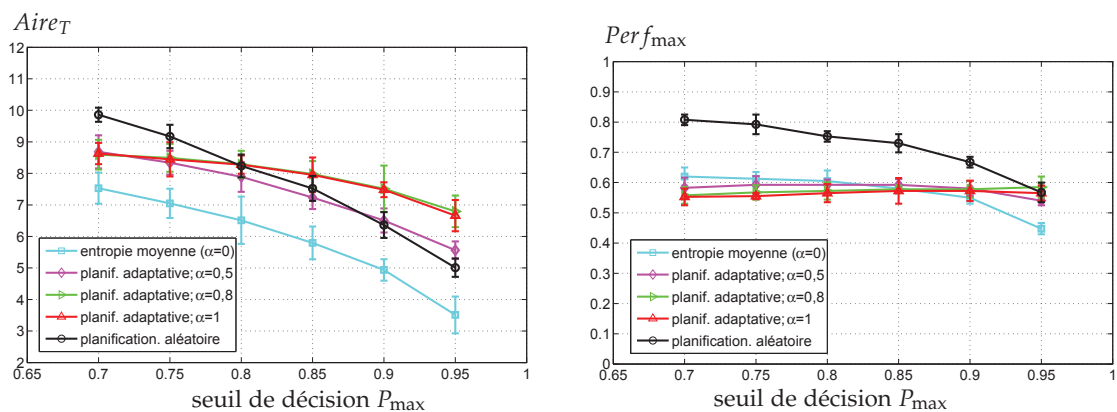 Aire_T
12
11
10
9
8
7
6
5
4
3
2
entropie moyenne (α=0)
planif. adaptative; α=0,5
planif. adaptative; α=0,8
planif. adaptative; α=1
planification. aléatoire
0.65 0.7 0.75 0.8 0.85 0.9 0.95 1
seuil de décision P_max
Perf_max
1
0.9
0.8
0.7
0.6
0.5
0.4
0.3
0.2
0.1
0
entropie moyenne (α=0)
planif. adaptative; α=0,5
planif. adaptative; α=0,8
planif. adaptative; α=1
planification. aléatoire
0.65 0.7 0.75 0.8 0.85 0.9 0.95 1
seuil de décision P_max